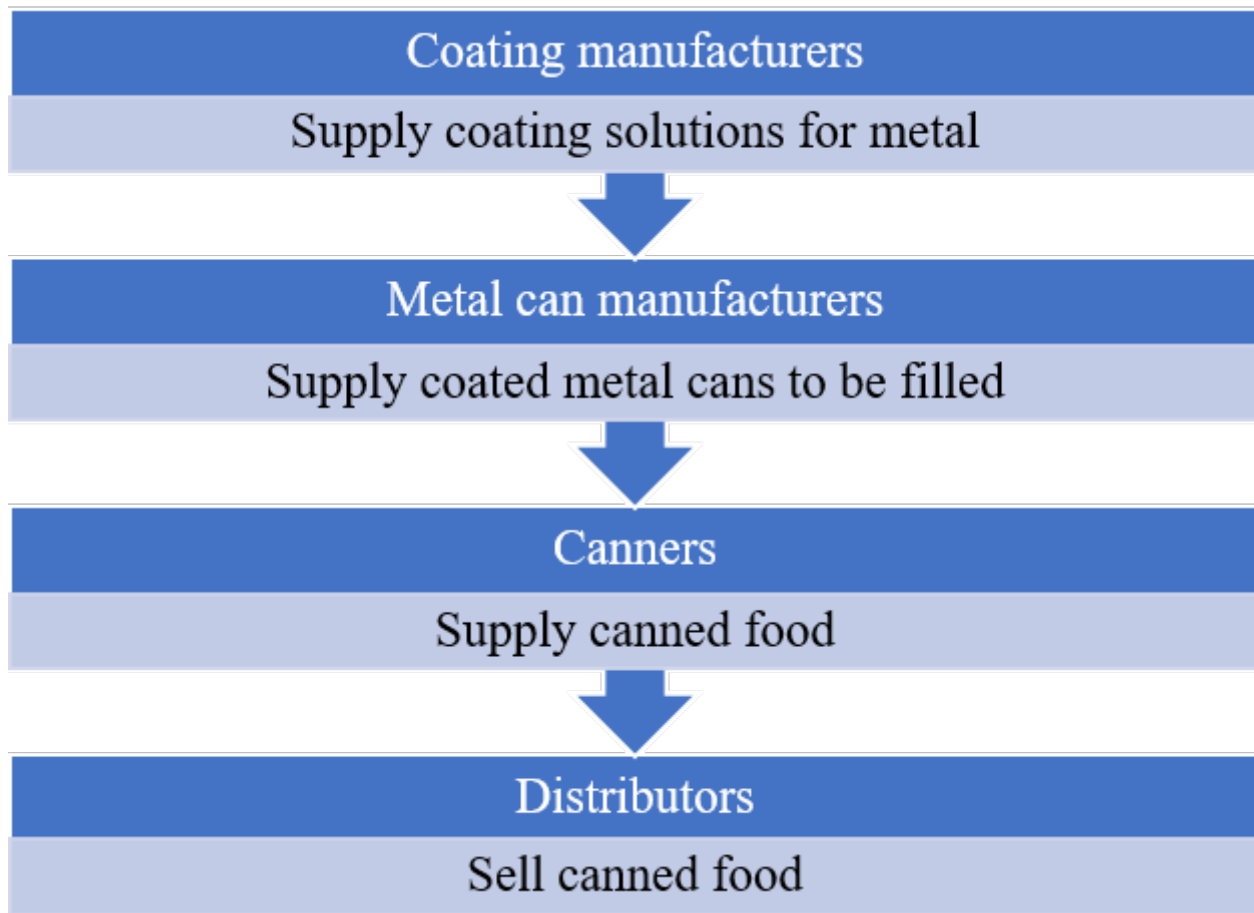 Coating manufacturers
Supply coating solutions for metal
Metal can manufacturers
Supply coated metal cans to be filled
Canners
Supply canned food
Distributors
Sell canned food